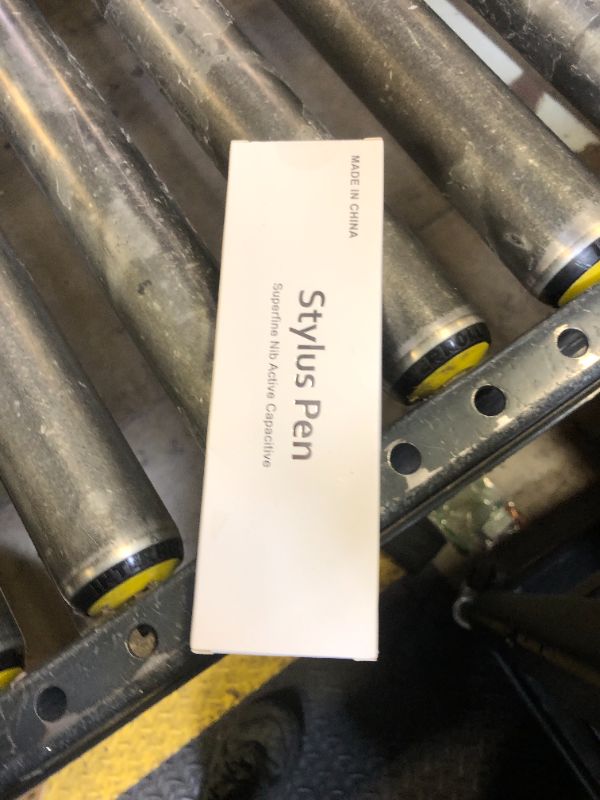 MADE IN CHINA
Stylus Pen
Superfine Nib Active Capacitive